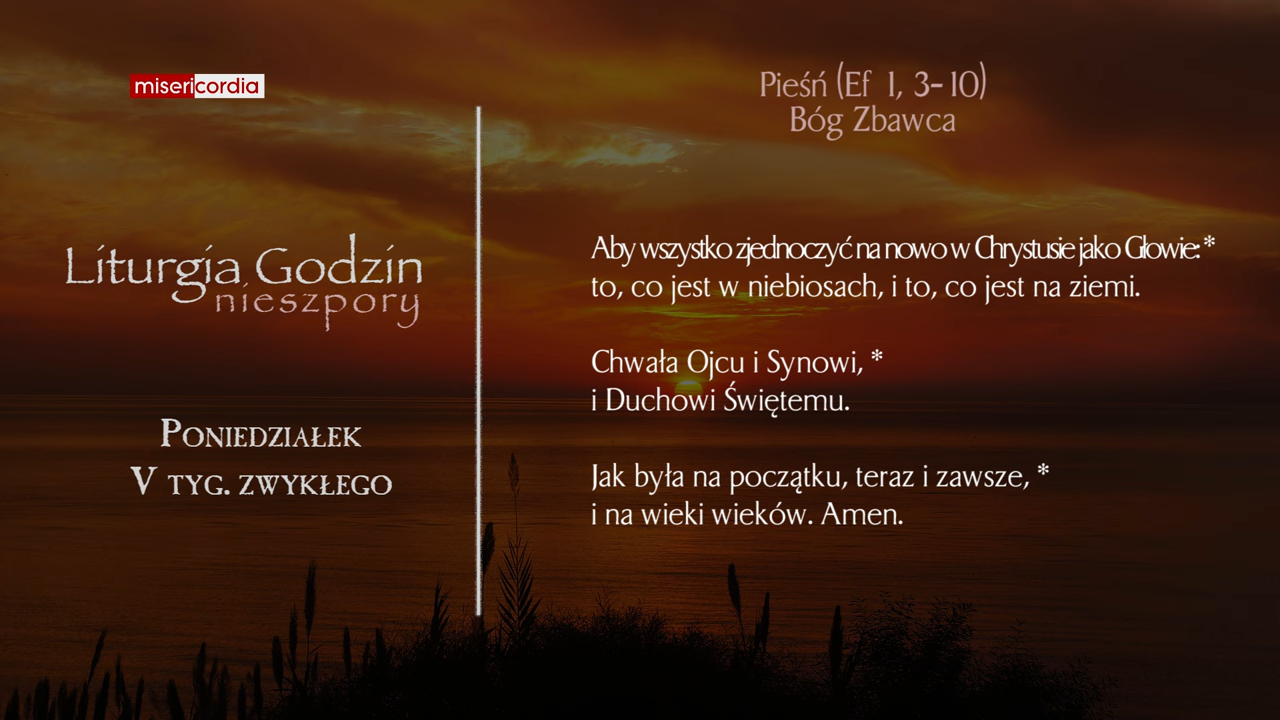 misericordia
Liturgia Godzin
nieszpory
Poniedziałek
V tyg. zwykłego
Pieśń (Ef 1, 3-10)
Bóg Zbawca
Aby wszystko zjednoczyć na nowo w Chrystusie jako Głowie: *
to, co jest w niebiosach, i to, co jest na ziemi.
Chwała Ojcu i Synowi, *
i Duchowi Świętemu.
Jak była na początku, teraz i zawsze, *
i na wieki wieków. Amen.